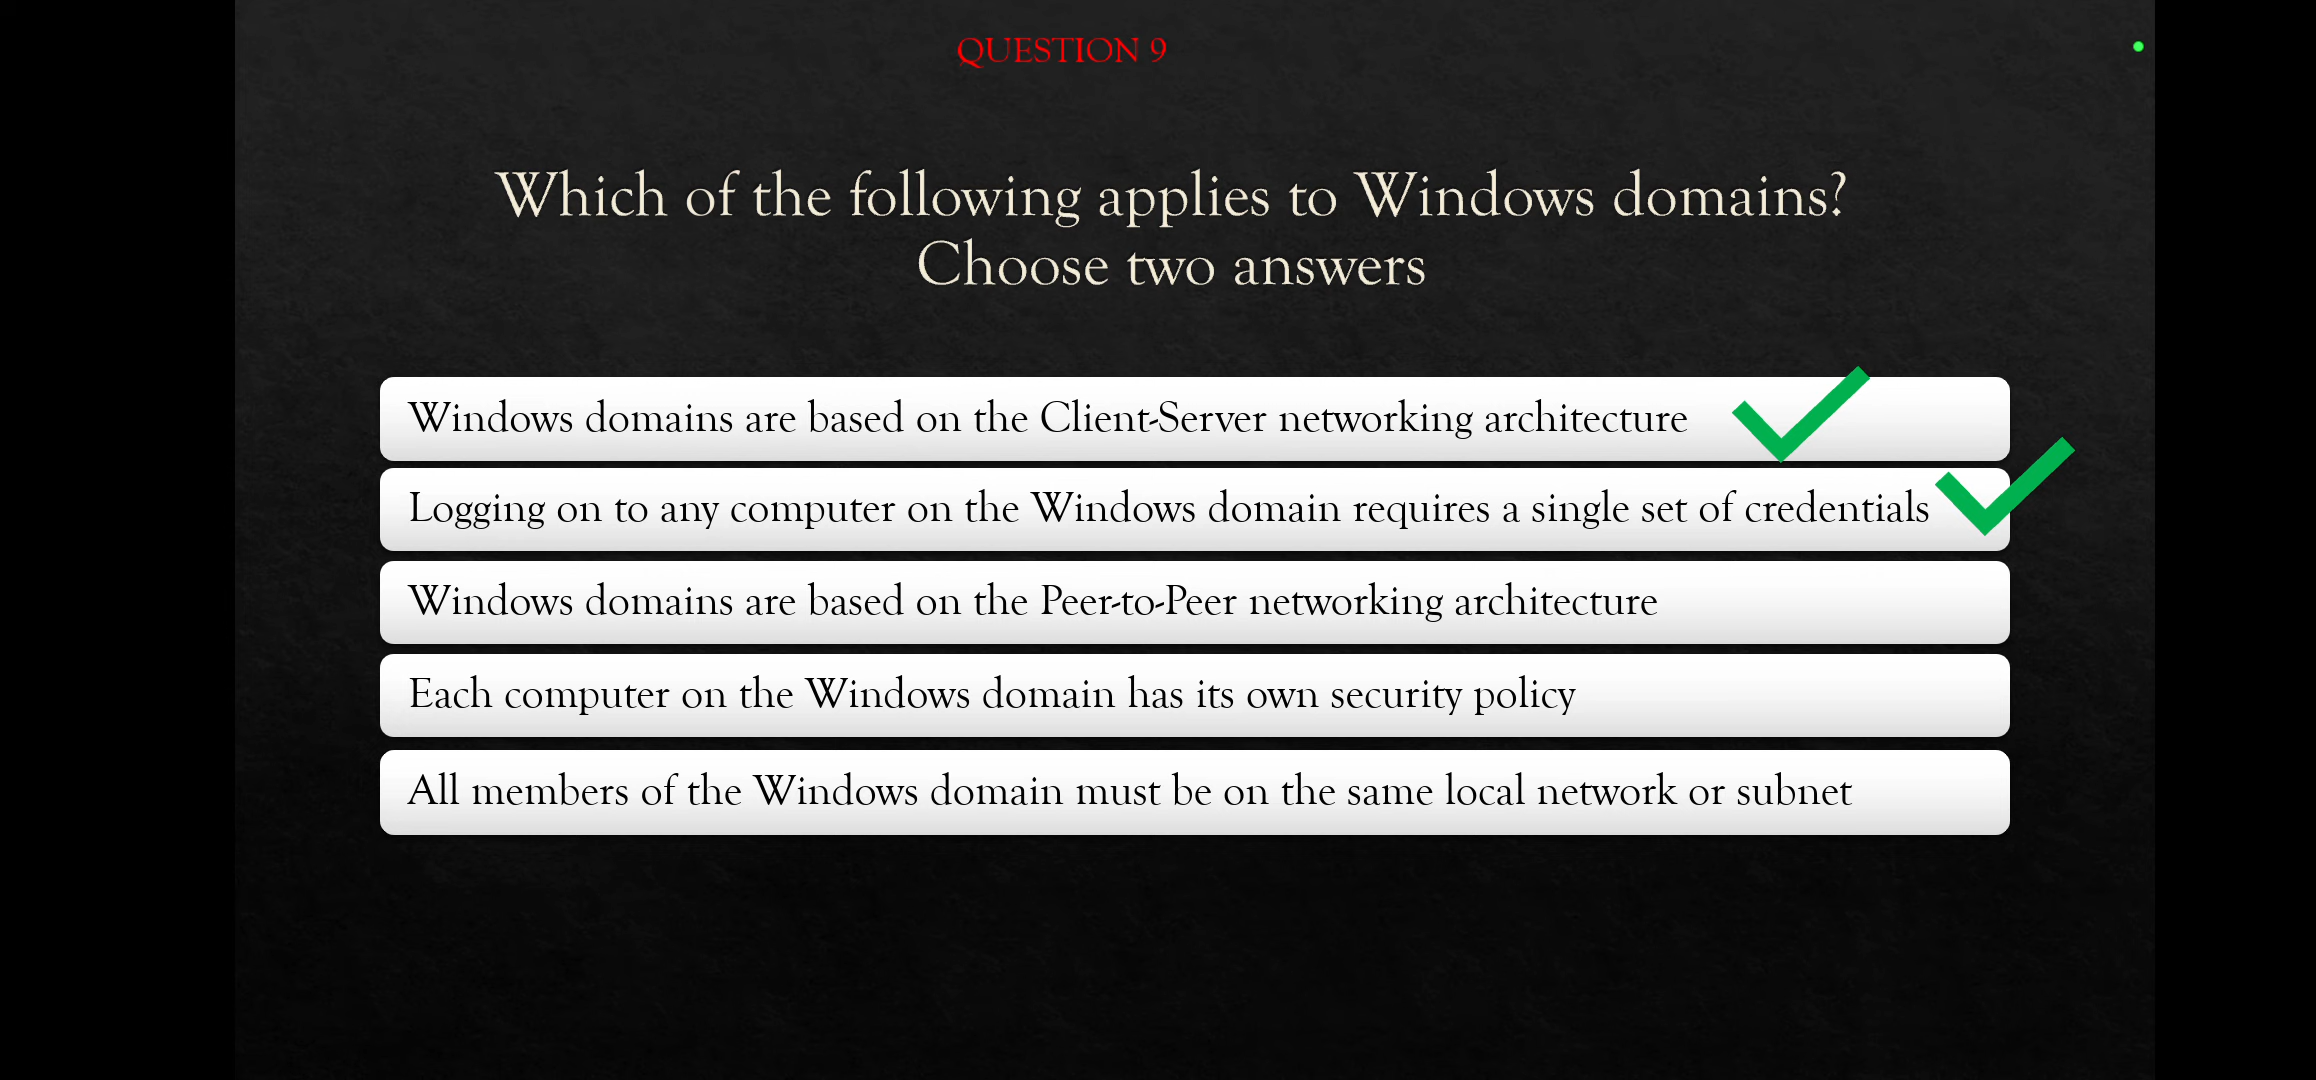 QUESTION 9
Which of the following applies to Windows domains?
Choose two answers
Windows domains are based on the Client-Server networking architecture
Logging on to any computer on the Windows domain requires a single set of credentials
Windows domains are based on the Peer-to-Peer networking architecture
Each computer on the Windows domain has its own security policy
All members of the Windows domain must be on the same local network or subnet